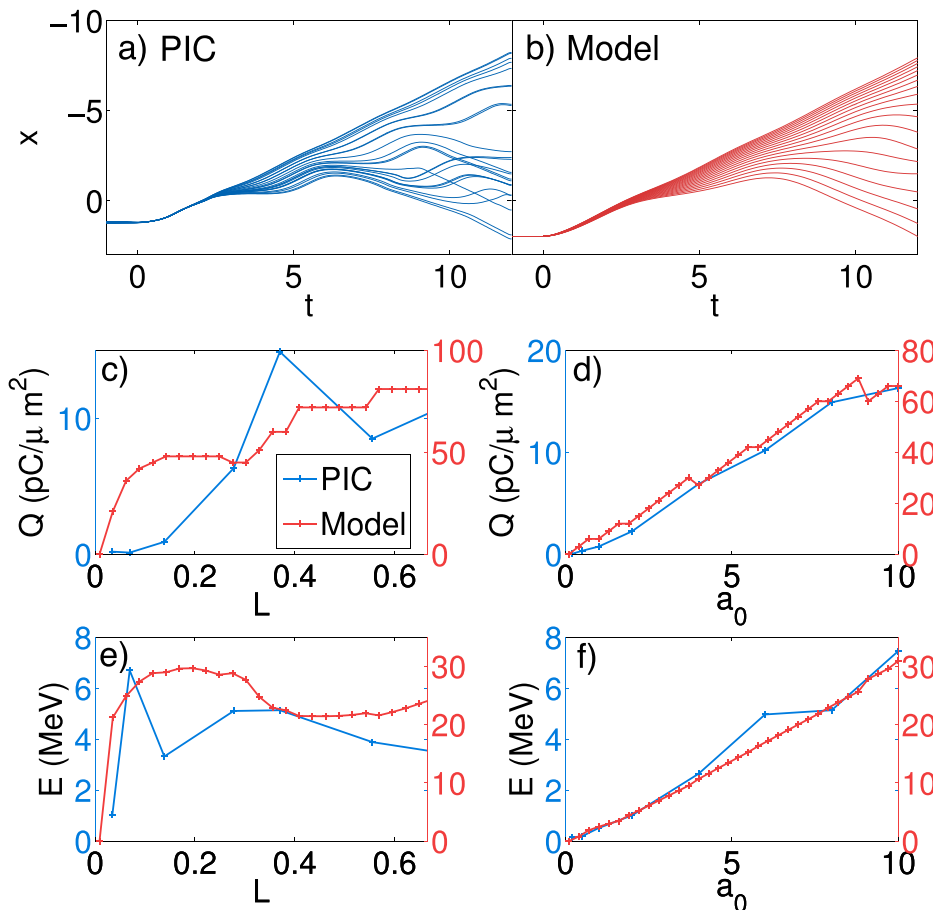 a) PIC
b) Model
x
−10
−5
0
0 5 10
0 5 10
t
t
c)
d)
Q (pC/μ m²)
Q (pC/μ m²)
10
0
100
50
0
20
10
0
80
60
40
20
0
PIC
Model
0 0.2 0.4 0.6
0 5 10
L
a₀
e)
f)
E (MeV)
E (MeV)
8
6
4
2
0
30
20
10
0
8
6
4
2
0
30
20
10
0
0 0.2 0.4 0.6
0 5 10
L
a₀